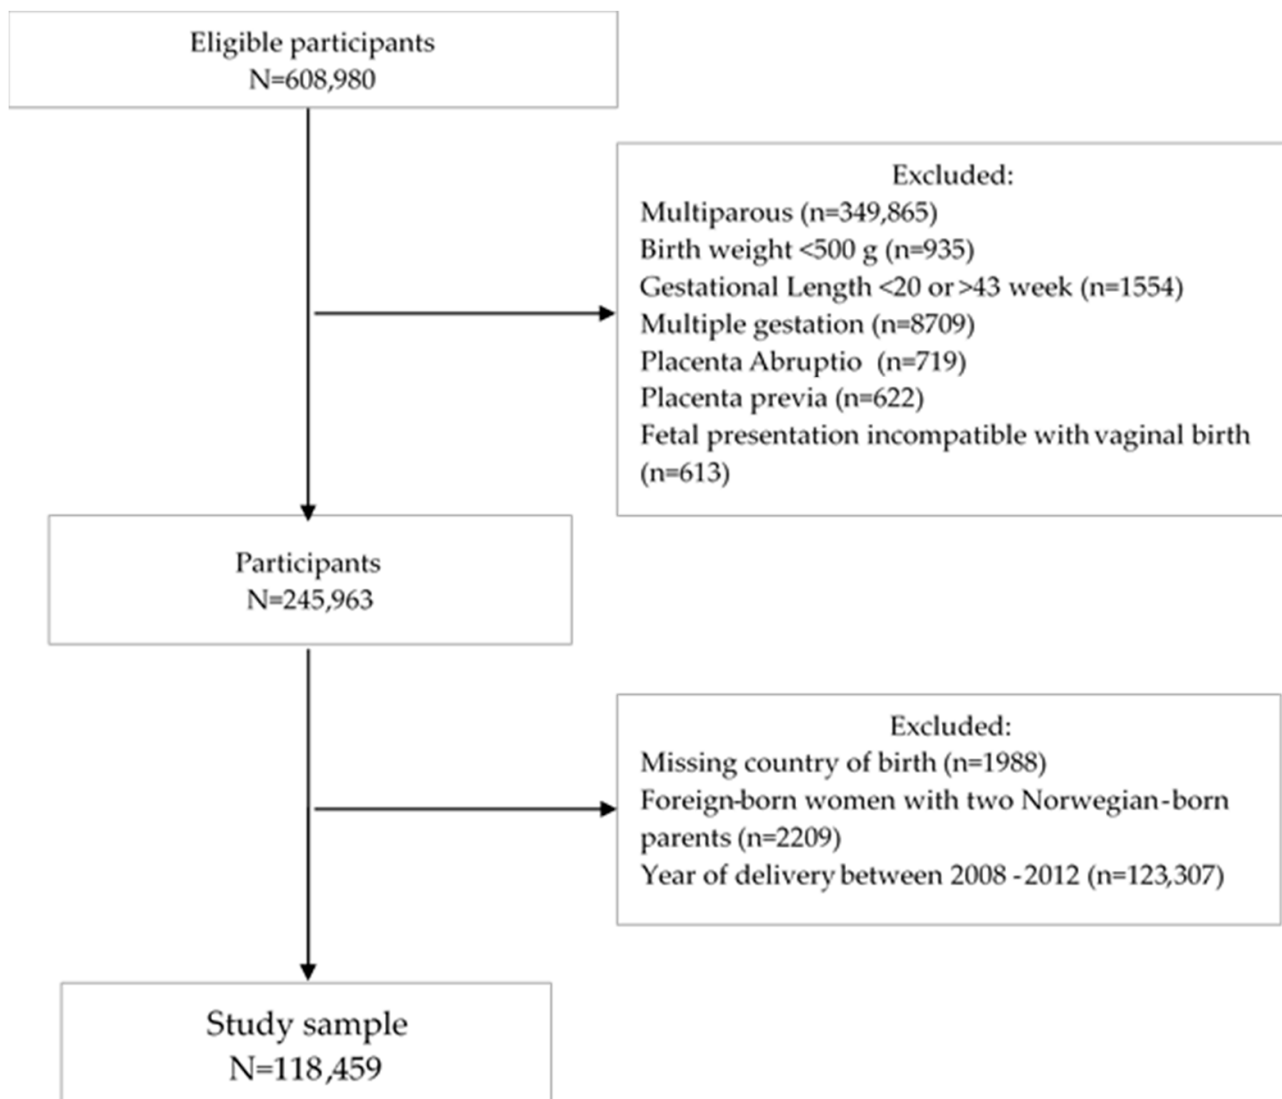 Eligible participants
N=608,980
Excluded:
Multiparous (n=349,865)
Birth weight <500 g (n=935)
Gestational Length <20 or >43 week (n=1554)
Multiple gestation (n=8709)
Placenta Abruptio (n=719)
Placenta previa (n=622)
Fetal presentation incompatible with vaginal birth
(n=613)
Participants
N=245,963
Excluded:
Missing country of birth (n=1988)
Foreign-born women with two Norwegian-born
parents (n=2209)
Year of delivery between 2008 -2012 (n=123,307)
Study sample
N=118,459